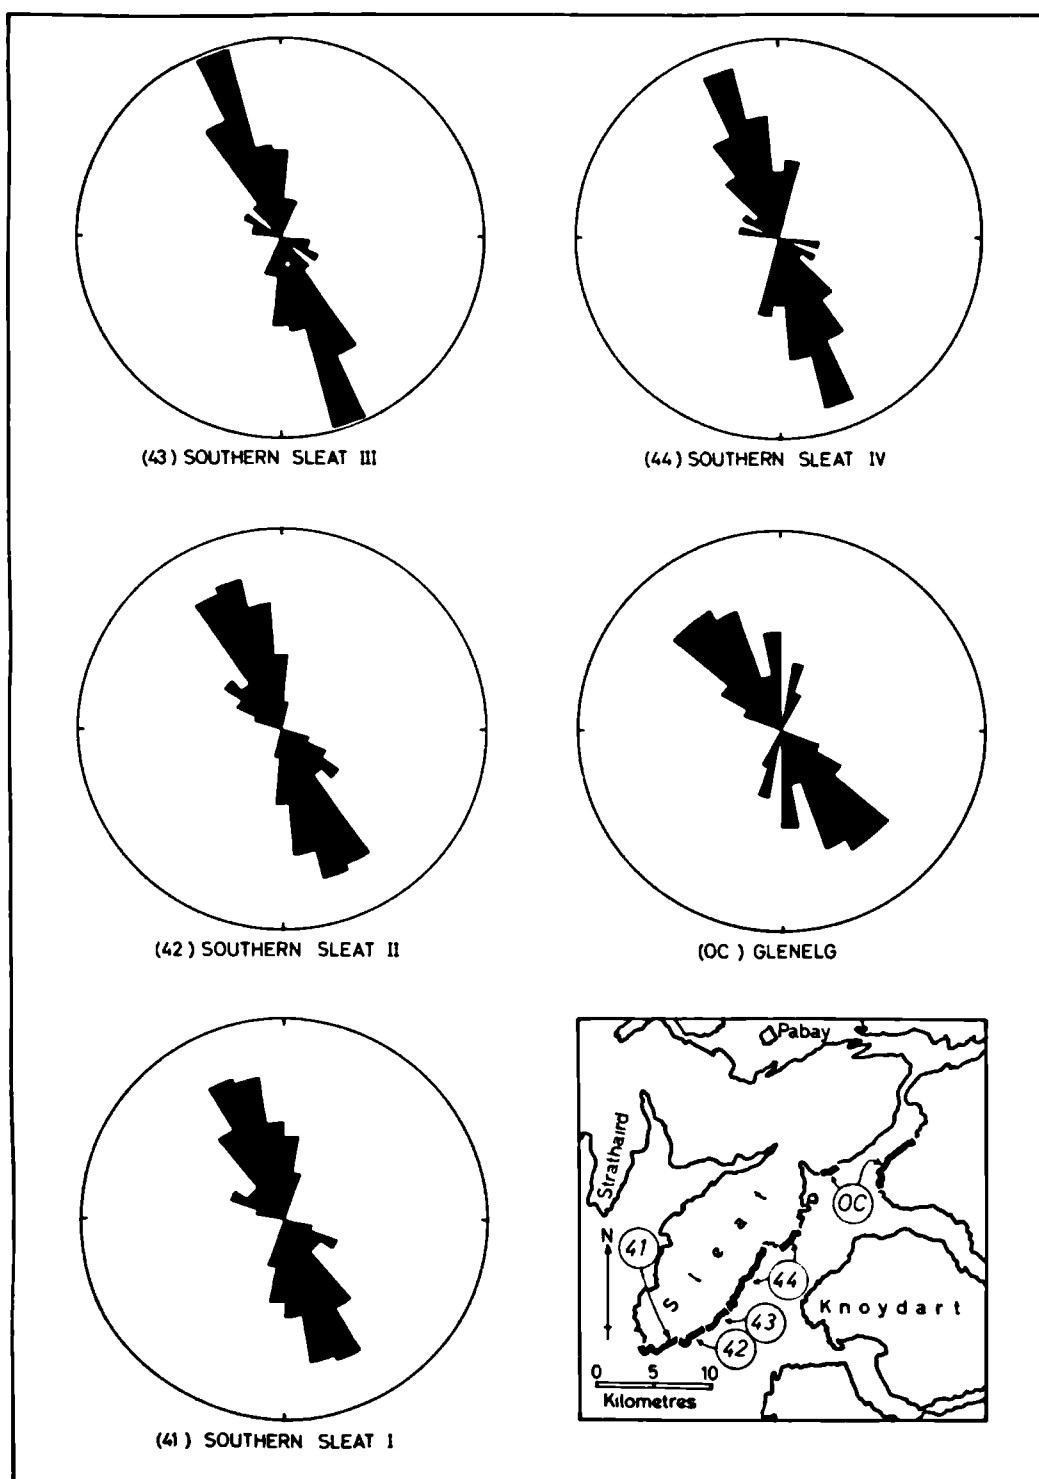 (43) SOUTHERN SLEAT III
(44) SOUTHERN SLEAT IV
(42) SOUTHERN SLEAT II
(OC) GLENELG
(41) SOUTHERN SLEAT I
Pabay
Strathaird
Sleat
OC
N
41
44
Knoydart
43
42
0 5 10
Kilometres